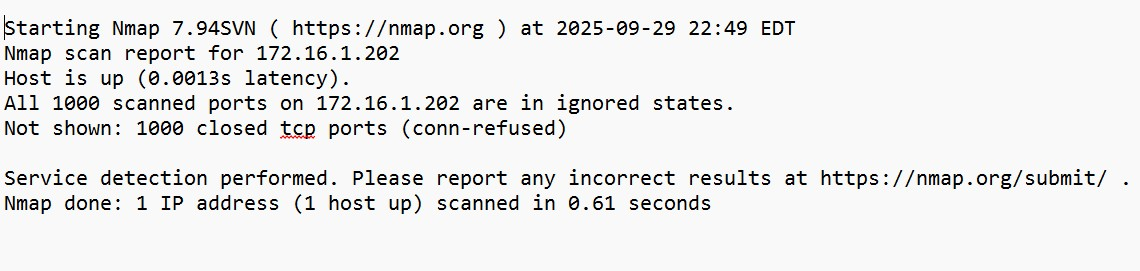 Starting Nmap 7.94SVN ( https://nmap.org ) at 2025-09-29 22:49 EDT
Nmap scan report for 172.16.1.202
Host is up (0.0013s latency).
All 1000 scanned ports on 172.16.1.202 are in ignored states.
Not shown: 1000 closed tcp ports (conn-refused)
Service detection performed. Please report any incorrect results at https://nmap.org/submit/ .
Nmap done: 1 IP address (1 host up) scanned in 0.61 seconds